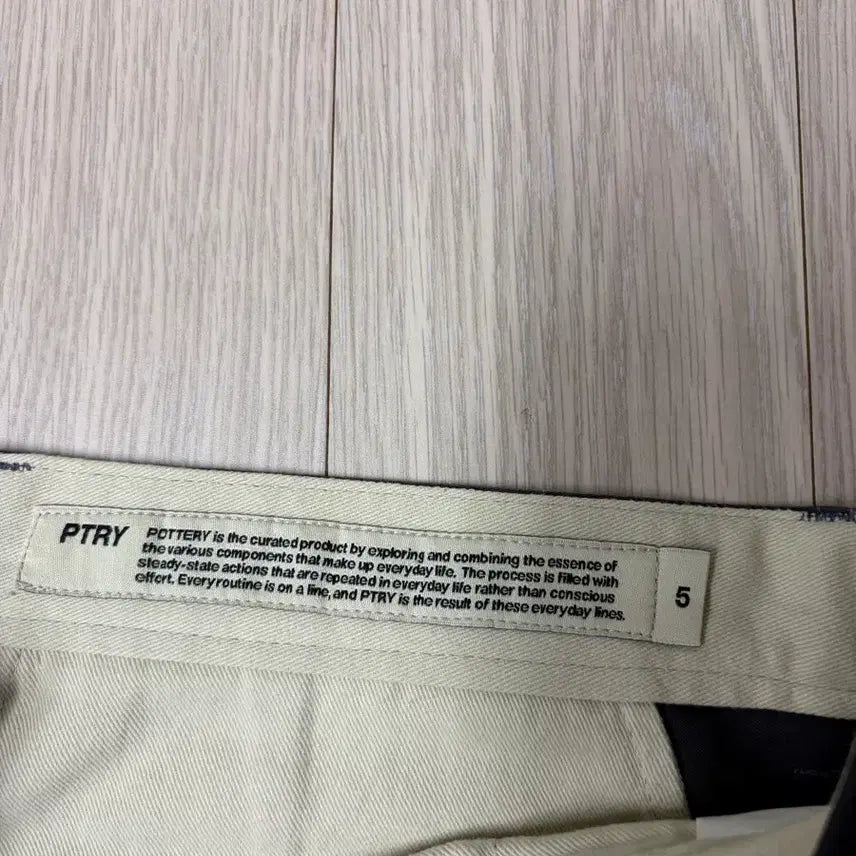 PTRY
POTTERY is the curated product by exploring and combining the essence of
the various components that make up everyday life. The process is filled with
steady-state actions that are repeated in everyday life rather than conscious
effort. Every routine is on a line, and PTRY is the result of these everyday lines.
5